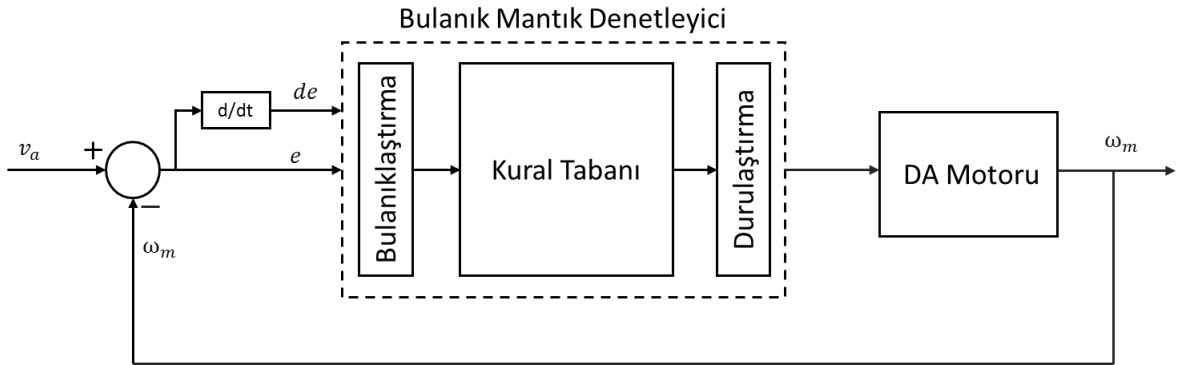 Bulanık Mantık Denetleyici
d/dt
de
v_a
+
e
−
ω_m
Bulanıklaştırma
Kural Tabanı
Durulaştırma
DA Motoru
ω_m